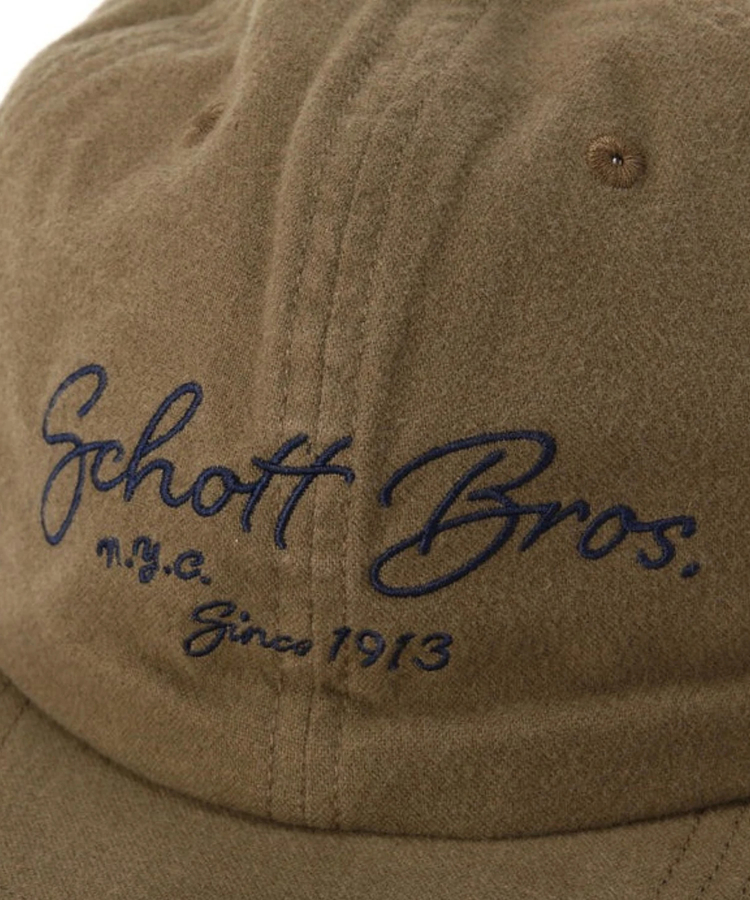 Schott Bros.
n.y.c.
Since 1913